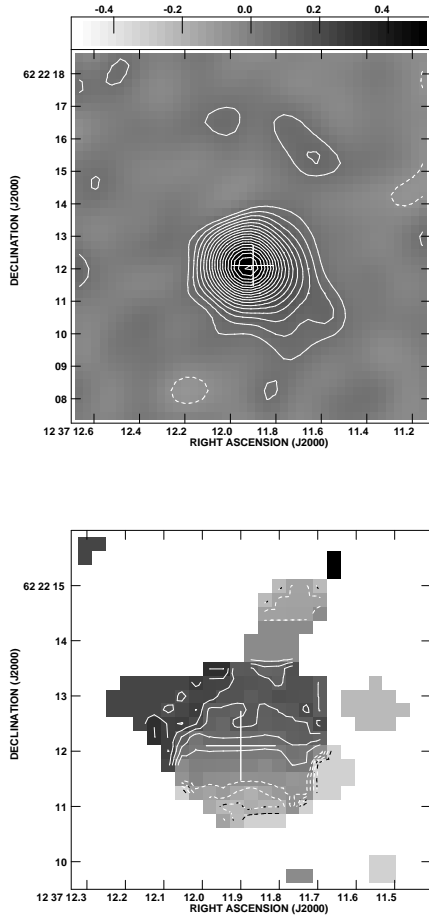 -0.4 -0.2 -0.0 0.2 0.4
62 22 18
17
16
15
14
13
12
11
10
09
08
DECLINATION (J2000)
12 37 12.6 12.4 12.2 12.0 11.8 11.6 11.4 11.2
RIGHT ASCENSION (J2000)
62 22 15
14
13
12
11
10
DECLINATION (J2000)
12 37 12.3 12.2 12.1 12.0 11.9 11.8 11.7 11.6 11.5
RIGHT ASCENSION (J2000)